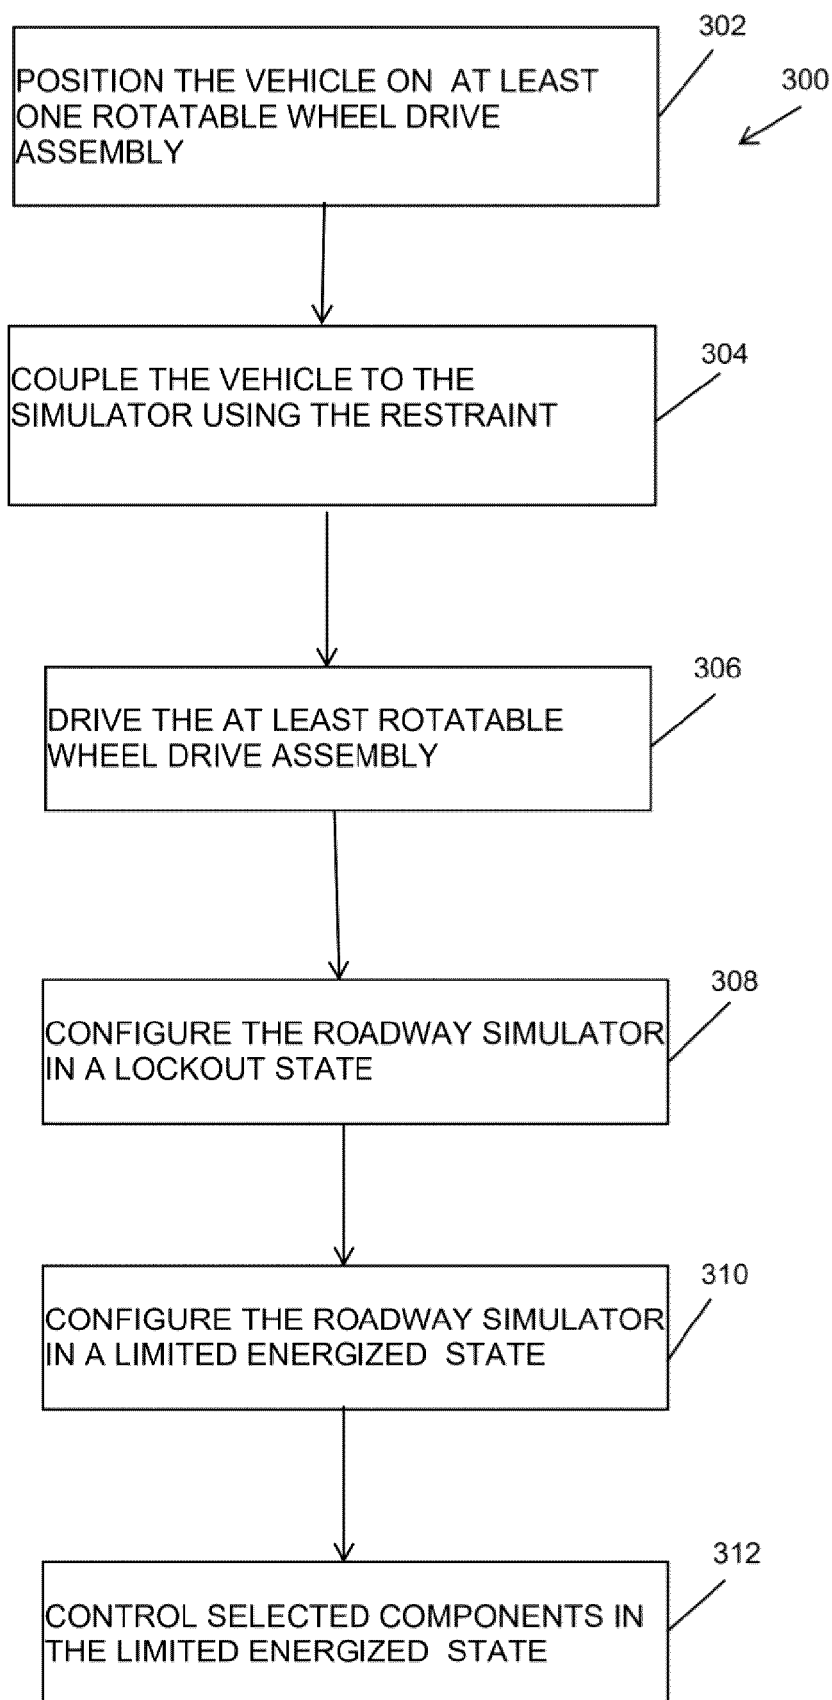 302
300
POSITION THE VEHICLE ON AT LEAST
ONE ROTATABLE WHEEL DRIVE
ASSEMBLY
304
COUPLE THE VEHICLE TO THE
SIMULATOR USING THE RESTRAINT
306
DRIVE THE AT LEAST ROTATABLE
WHEEL DRIVE ASSEMBLY
308
CONFIGURE THE ROADWAY SIMULATOR
IN A LOCKOUT STATE
310
CONFIGURE THE ROADWAY SIMULATOR
IN A LIMITED ENERGIZED STATE
312
CONTROL SELECTED COMPONENTS IN
THE LIMITED ENERGIZED STATE